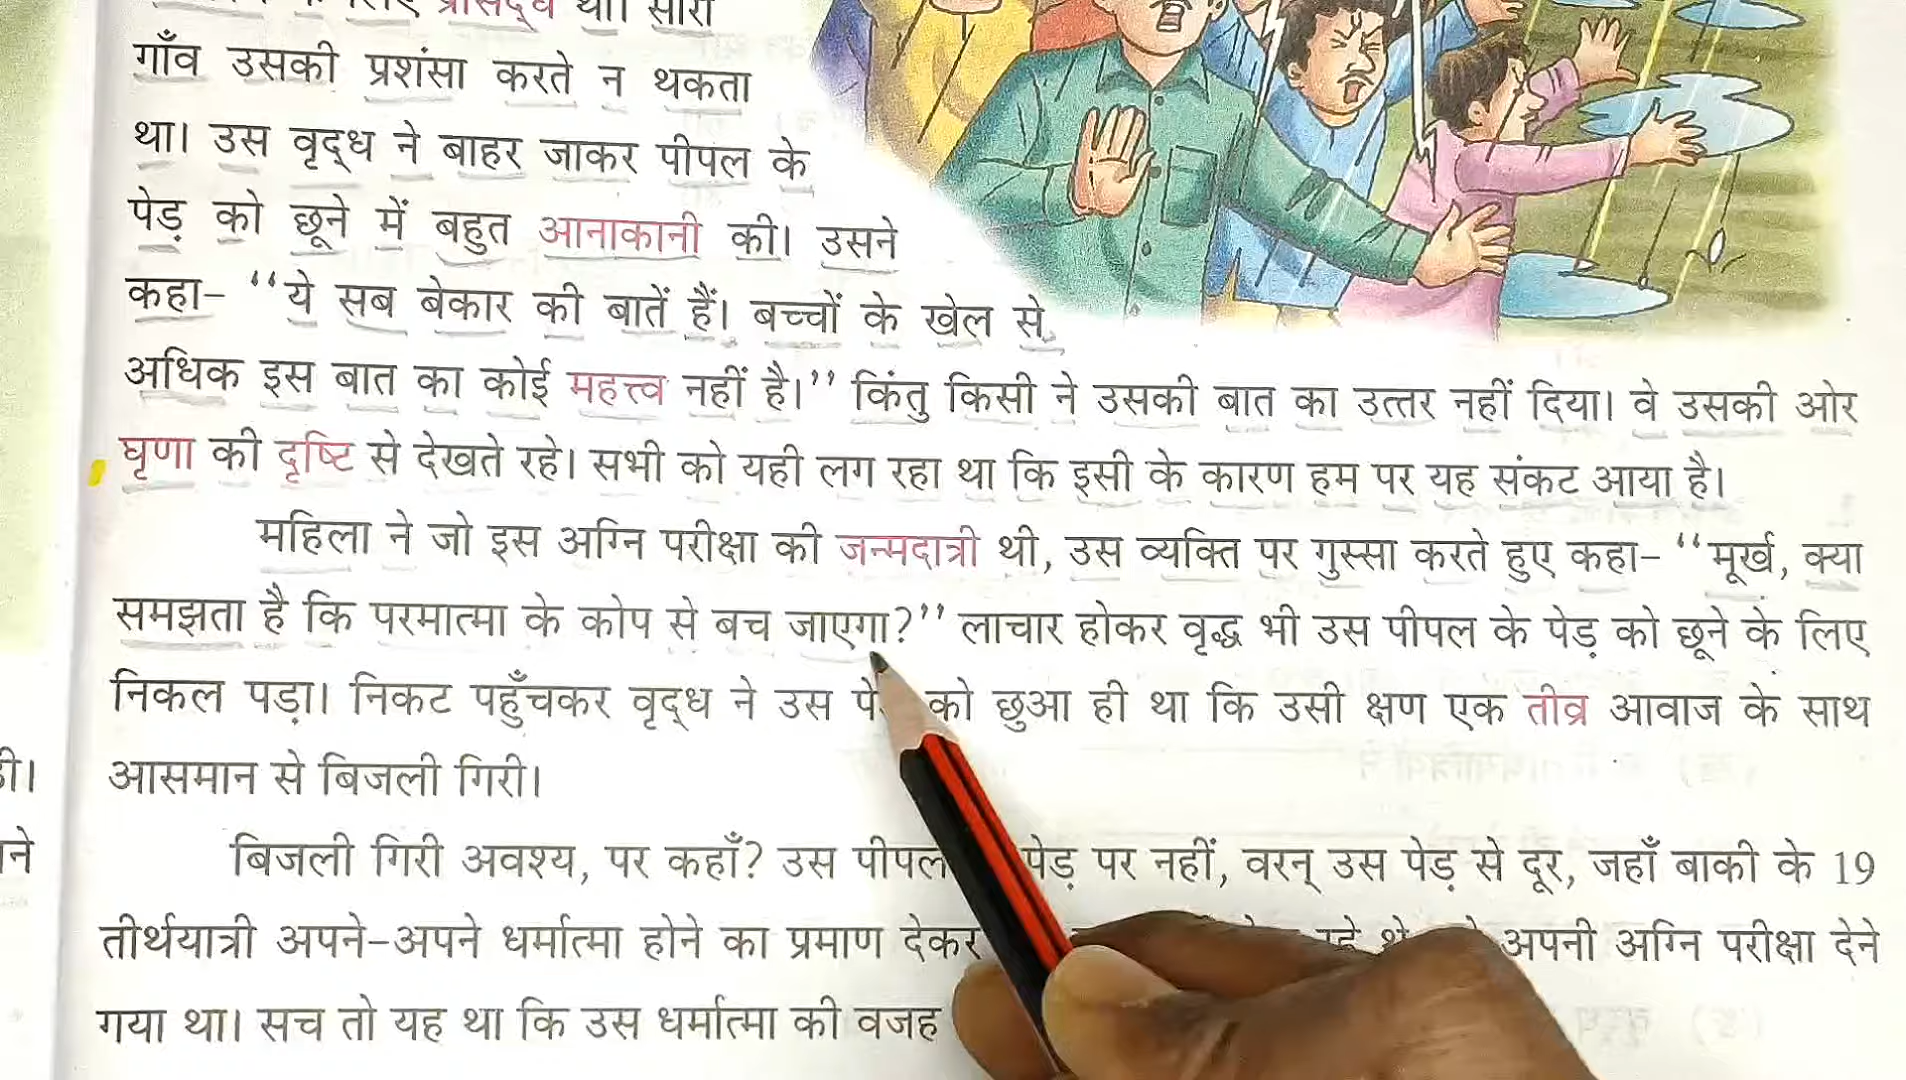 प्रसिद्ध था। सारा
गाँव उसकी प्रशंसा करते न थकता
था। उस वृद्ध ने बाहर जाकर पीपल के
पेड़ को छूने में बहुत आनाकानी की। उसने
कहा– “ये सब बेकार की बातें हैं। बच्चों के खेल से
अधिक इस बात का कोई महत्त्व नहीं है।” किंतु किसी ने उसकी बात का उत्तर नहीं दिया। वे उसकी ओर
घृणा की दृष्टि से देखते रहे। सभी को यही लग रहा था कि इसी के कारण हम पर यह संकट आया है।
महिला ने जो इस अग्नि परीक्षा की जन्मदात्री थी, उस व्यक्ति पर गुस्सा करते हुए कहा– “मूर्ख, क्या
समझता है कि परमात्मा के कोप से बच जाएगा?” लाचार होकर वृद्ध भी उस पीपल के पेड़ को छूने के लिए
निकल पड़ा। निकट पहुँचकर वृद्ध ने उस को छुआ ही था कि उसी क्षण एक तीव्र आवाज के साथ
आसमान से बिजली गिरी।
बिजली गिरी अवश्य, पर कहाँ? उस पीपल पेड़ पर नहीं, वरन् उस पेड़ से दूर, जहाँ बाकी के 19
तीर्थयात्री अपने–अपने धर्मात्मा होने का प्रमाण देकर अपनी अग्नि परीक्षा देने
गया था। सच तो यह था कि उस धर्मात्मा की वजह